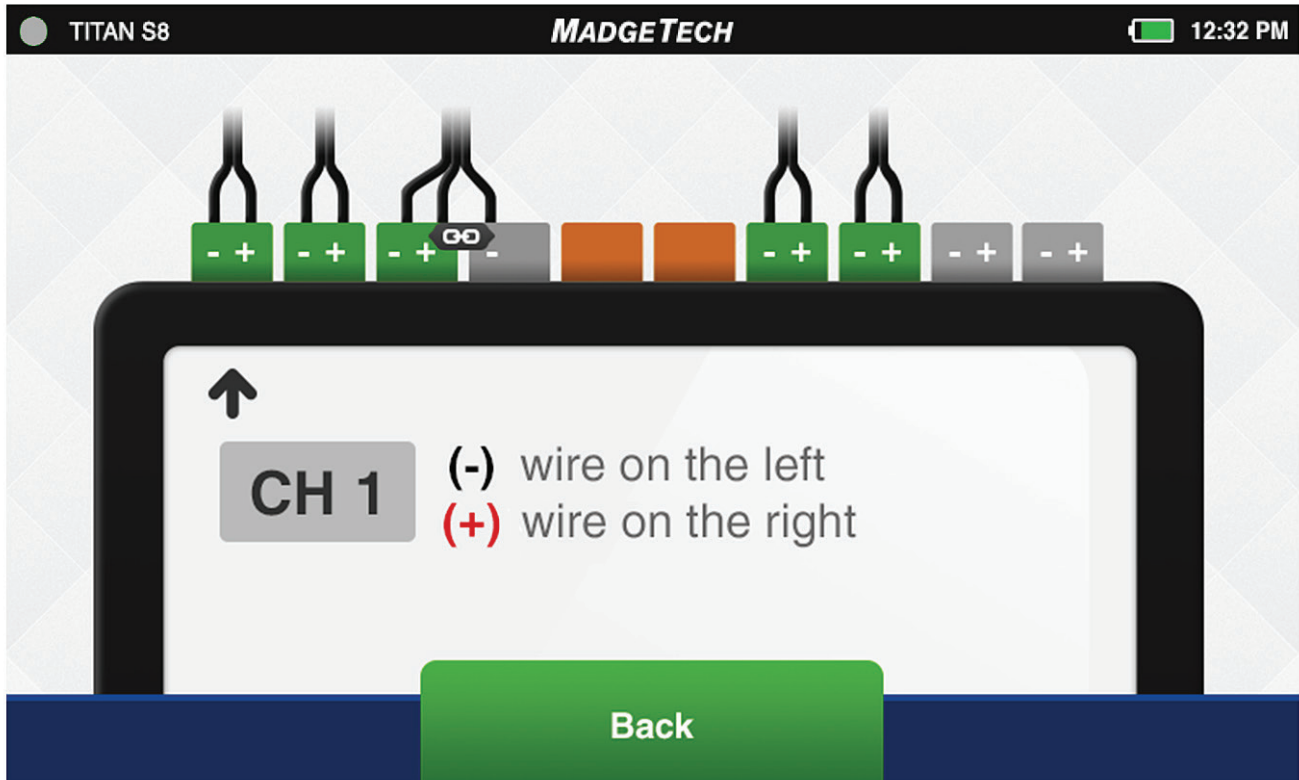 TITAN S8 MADGETECH 12:32 PM
- + - + - + - - + - + - + - +
CH 1
(-) wire on the left
(+) wire on the right
Back